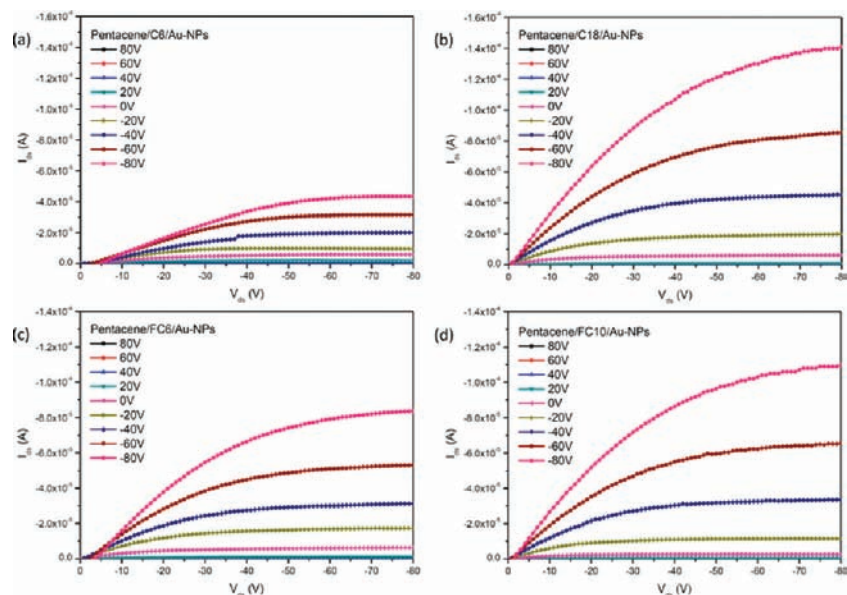 (a)
Pentacene/C6/Au-NPs
80V
60V
40V
20V
0V
-20V
-40V
-60V
-80V
-1.6x10⁻⁴
-1.4x10⁻⁴
-1.2x10⁻⁴
-1.0x10⁻⁴
-8.0x10⁻⁵
-6.0x10⁻⁵
-4.0x10⁻⁵
-2.0x10⁻⁵
0.0
I_ds (A)
0 -10 -20 -30 -40 -50 -60 -70 -80
V_ds (V)
(b)
Pentacene/C18/Au-NPs
80V
60V
40V
20V
0V
-20V
-40V
-60V
-80V
-1.6x10⁻⁴
-1.4x10⁻⁴
-1.2x10⁻⁴
-1.0x10⁻⁴
-8.0x10⁻⁵
-6.0x10⁻⁵
-4.0x10⁻⁵
-2.0x10⁻⁵
0.0
I_ds (A)
0 -10 -20 -30 -40 -50 -60 -70 -80
V_ds (V)
(c)
Pentacene/FC6/Au-NPs
80V
60V
40V
20V
0V
-20V
-40V
-60V
-80V
-1.4x10⁻⁴
-1.2x10⁻⁴
-1.0x10⁻⁴
-8.0x10⁻⁵
-6.0x10⁻⁵
-4.0x10⁻⁵
-2.0x10⁻⁵
0.0
I_ds (A)
0 -10 -20 -30 -40 -50 -60 -70 -80
V_ds (V)
(d)
Pentacene/FC10/Au-NPs
80V
60V
40V
20V
0V
-20V
-40V
-60V
-80V
-1.4x10⁻⁴
-1.2x10⁻⁴
-1.0x10⁻⁴
-8.0x10⁻⁵
-6.0x10⁻⁵
-4.0x10⁻⁵
-2.0x10⁻⁵
0.0
I_ds (A)
0 -10 -20 -30 -40 -50 -60 -70 -80
V_ds (V)